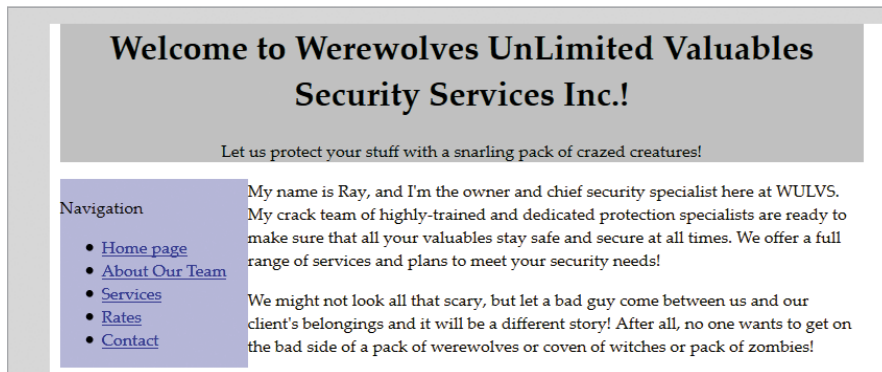 Welcome to Werewolves UnLimited Valuables
Security Services Inc.!
Let us protect your stuff with a snarling pack of crazed creatures!
Navigation
Home page
About Our Team
Services
Rates
Contact
My name is Ray, and I'm the owner and chief security specialist here at WULVS.
My crack team of highly-trained and dedicated protection specialists are ready to
make sure that all your valuables stay safe and secure at all times. We offer a full
range of services and plans to meet your security needs!
We might not look all that scary, but let a bad guy come between us and our
client's belongings and it will be a different story! After all, no one wants to get on
the bad side of a pack of werewolves or coven of witches or pack of zombies!